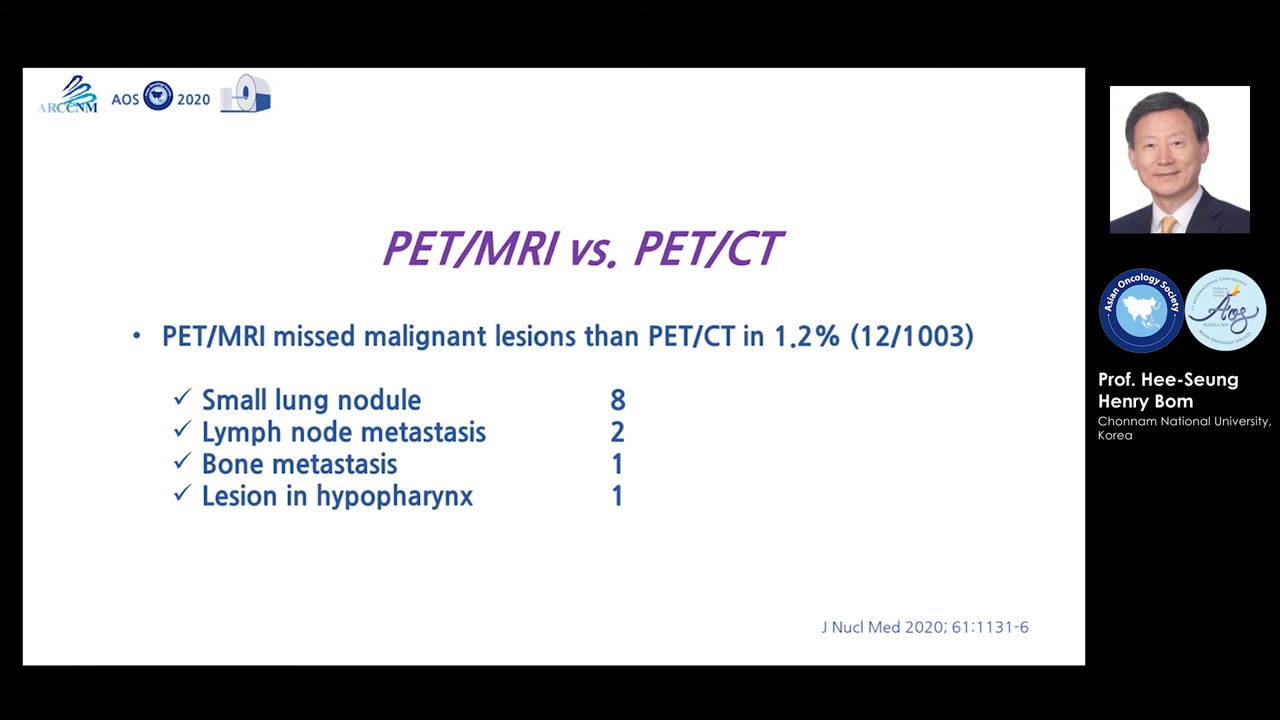 ARCCNM AOS 2020
PET/MRI vs. PET/CT
• PET/MRI missed malignant lesions than PET/CT in 1.2% (12/1003)
✓ Small lung nodule 8
✓ Lymph node metastasis 2
✓ Bone metastasis 1
✓ Lesion in hypopharynx 1
J Nucl Med 2020; 61:1131-6
Asian Oncology Society
Aos
Prof. Hee-Seung
Henry Bom
Chonnam National University,
Korea